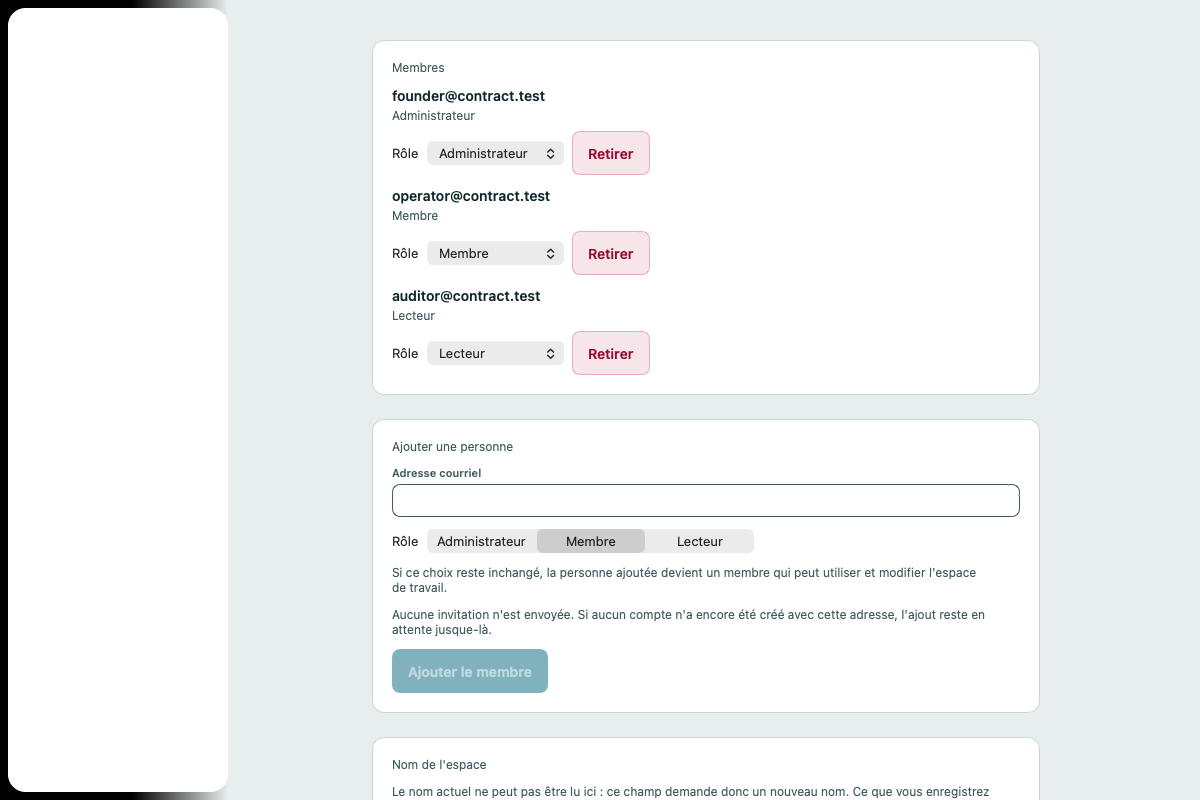 Membres
founder@contract.test
Administrateur
Rôle Administrateur Retirer
operator@contract.test
Membre
Rôle Membre Retirer
auditor@contract.test
Lecteur
Rôle Lecteur Retirer
Ajouter une personne
Adresse courriel
Rôle Administrateur Membre Lecteur
Si ce choix reste inchangé, la personne ajoutée devient un membre qui peut utiliser et modifier l'espace
de travail.
Aucune invitation n'est envoyée. Si aucun compte n'a encore été créé avec cette adresse, l'ajout reste en
attente jusque-là.
Ajouter le membre
Nom de l'espace
Le nom actuel ne peut pas être lu ici : ce champ demande donc un nouveau nom. Ce que vous enregistrez